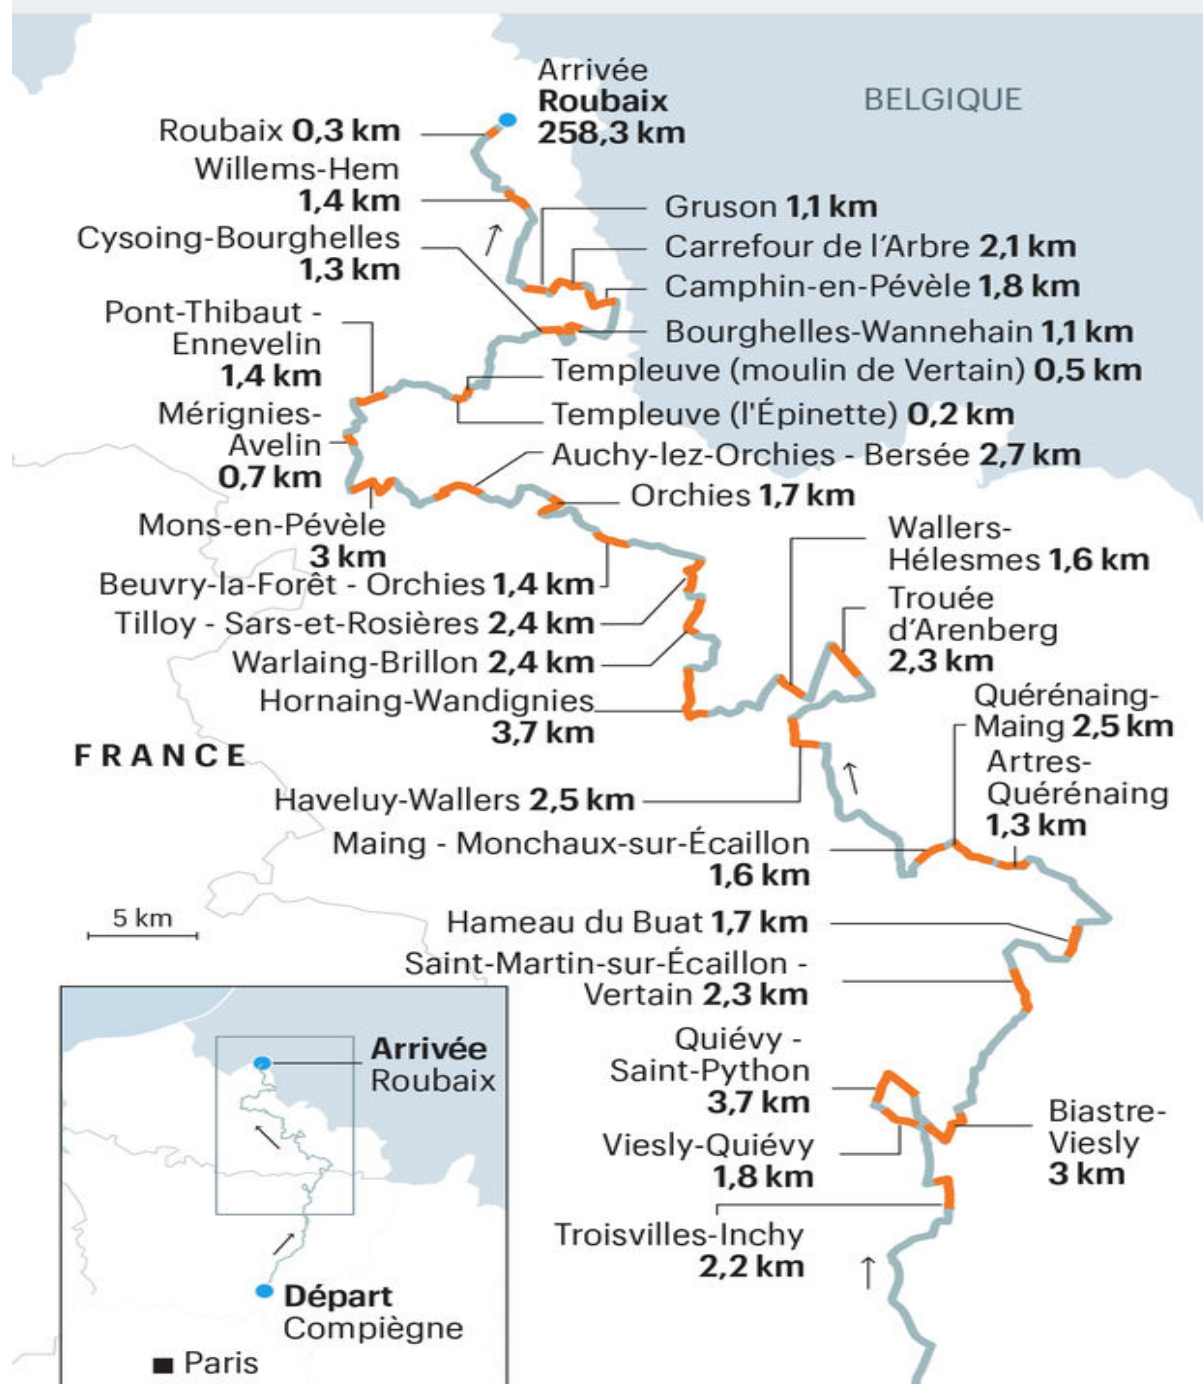 Arrivée
Roubaix
258,3 km
BELGIQUE
Roubaix 0,3 km
Willems-Hem
1,4 km
Gruson 1,1 km
Cysoing-Bourghelles
1,3 km
Carrefour de l'Arbre 2,1 km
Camphin-en-Pévèle 1,8 km
Pont-Thibaut -
Ennevelin
1,4 km
Bourghelles-Wannehain 1,1 km
Templeuve (moulin de Vertain) 0,5 km
Mérignies-
Avelin
0,7 km
Templeuve (l'Épinette) 0,2 km
Auchy-lez-Orchies - Bersée 2,7 km
Orchies 1,7 km
Mons-en-Pévèle
3 km
Wallers-
Hélesmes 1,6 km
Beuvry-la-Forêt - Orchies 1,4 km
Trouée
d'Arenberg
2,3 km
Tilloy - Sars-et-Rosières 2,4 km
Warlaing-Brillon 2,4 km
Hornaing-Wandignies
3,7 km
Quérénaing-
Maing 2,5 km
FRANCE
Artres-
Quérénaing
1,3 km
Haveluy-Wallers 2,5 km
Maing - Monchaux-sur-Écaillon
1,6 km
5 km
Hameau du Buat 1,7 km
Saint-Martin-sur-Écaillon -
Vertain 2,3 km
Quiévy -
Saint-Python
3,7 km
Biastre-
Viesly
3 km
Viesly-Quiévy
1,8 km
Troisvilles-Inchy
2,2 km
Arrivée
Roubaix
Départ
Compiègne
Paris